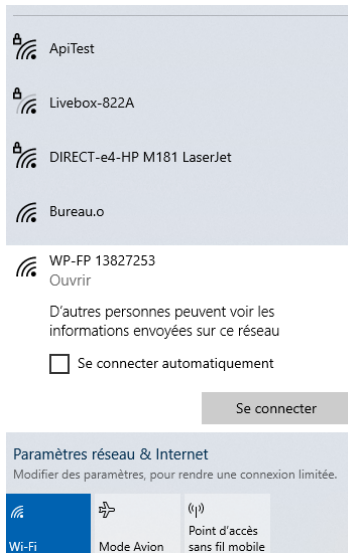 ApiTest
Livebox-822A
DIRECT-e4-HP M181 LaserJet
Bureau.o
WP-FP 13827253
Ouvrir
D'autres personnes peuvent voir les
informations envoyées sur ce réseau
Se connecter automatiquement
Se connecter
Paramètres réseau & Internet
Modifier des paramètres, pour rendre une connexion limitée.
Wi-Fi
Mode Avion
Point d'accès
sans fil mobile